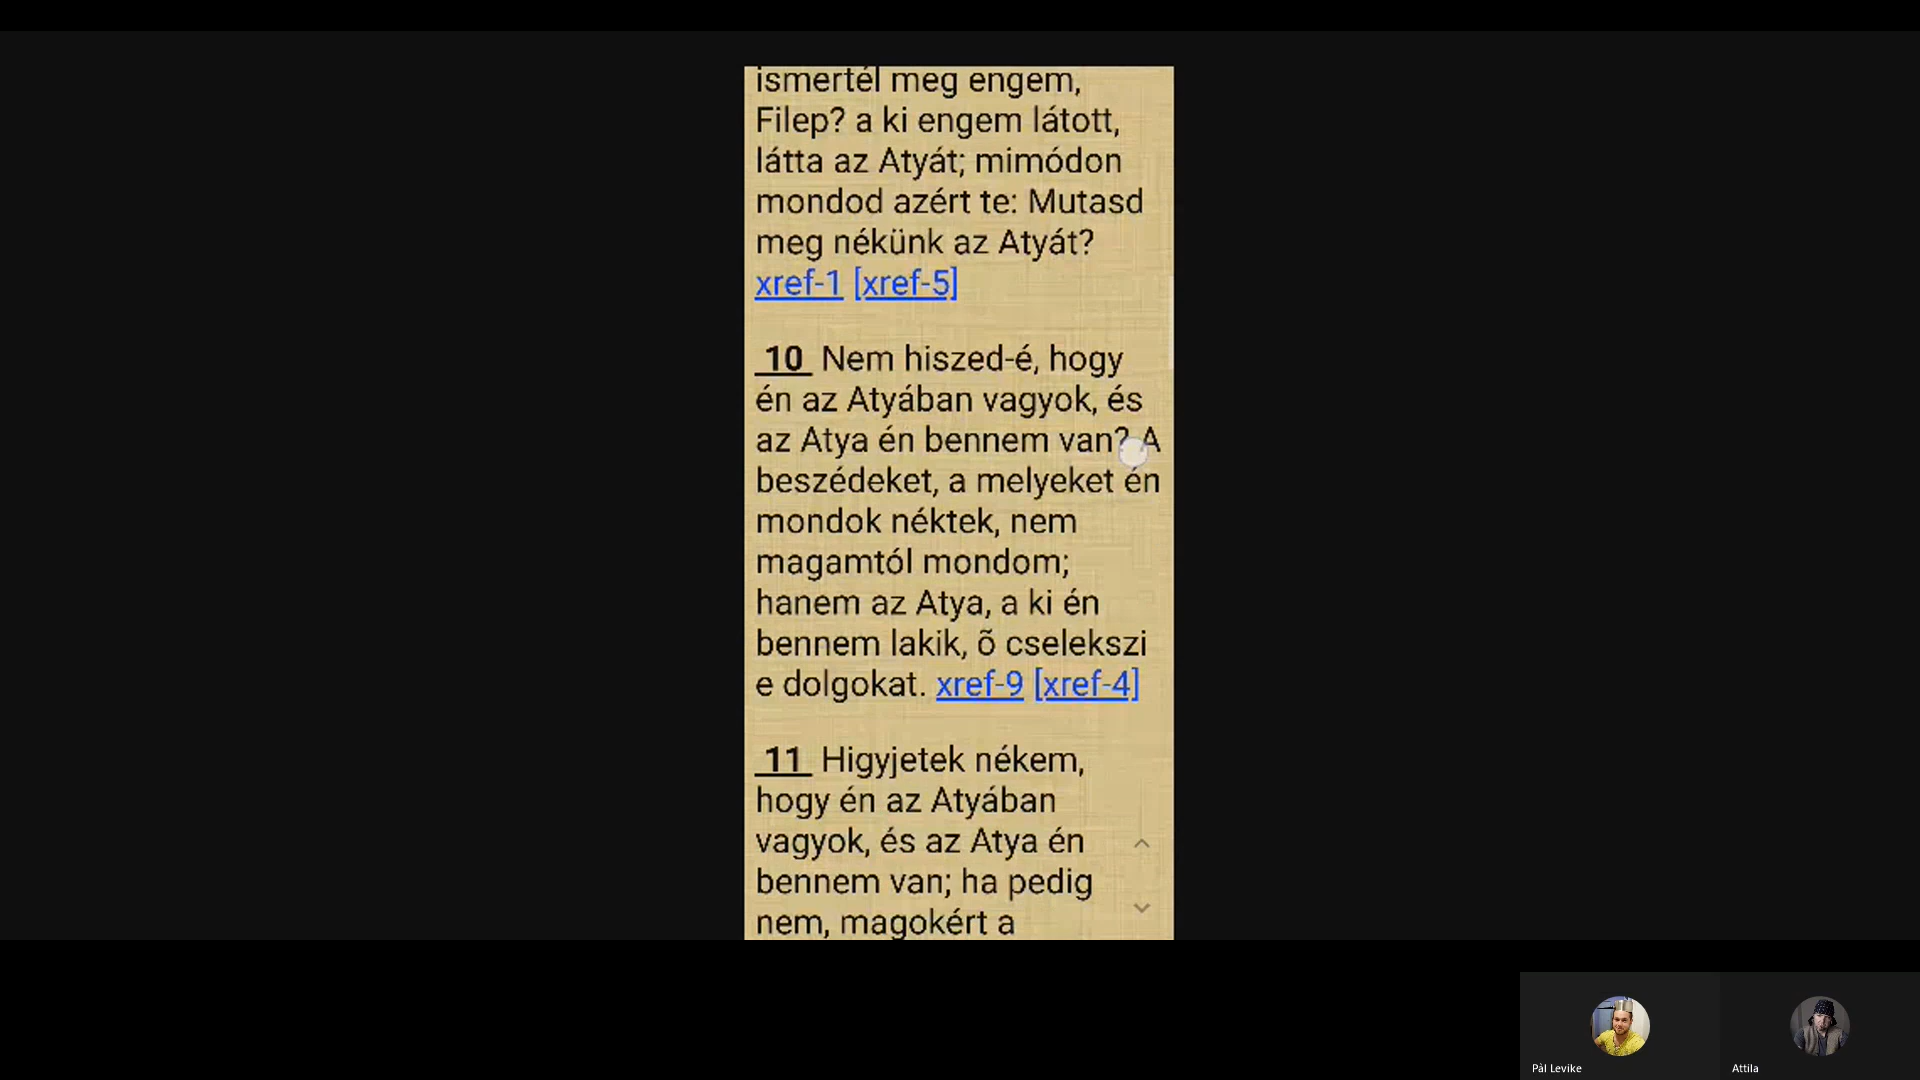 ismertél meg engem,
Filep? a ki engem látott,
látta az Atyát; mimódon
mondod azért te: Mutasd
meg nékünk az Atyát?
xref-1 [xref-5]
10 Nem hiszed-é, hogy
én az Atyában vagyok, és
az Atya én bennem van? A
beszédeket, a melyeket én
mondok néktek, nem
magamtól mondom;
hanem az Atya, a ki én
bennem lakik, õ cselekszi
e dolgokat. xref-9 [xref-4]
11 Higyjetek nékem,
hogy én az Atyában
vagyok, és az Atya én
bennem van; ha pedig
nem, magokért a
Pàl Levike
Attila